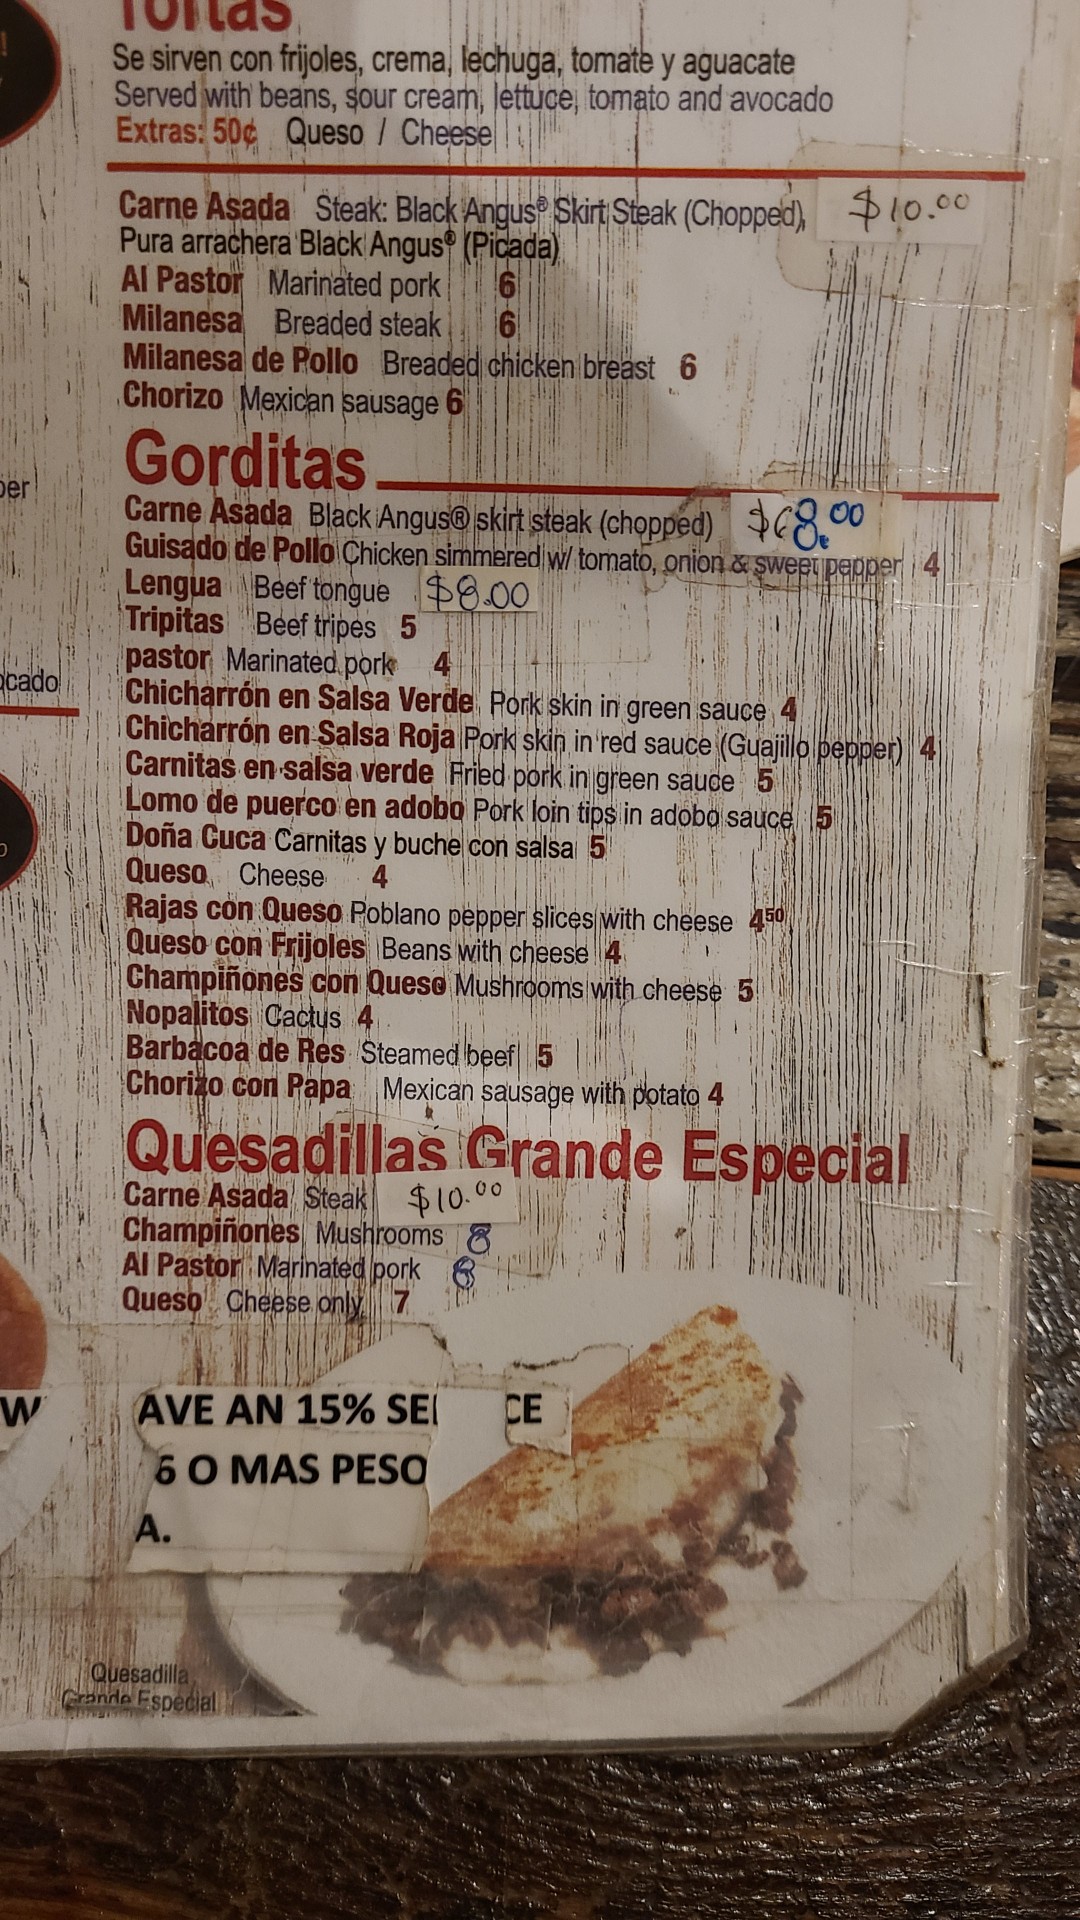 Tortas
Se sirven con frijoles, crema, lechuga, tomate y aguacate
Served with beans, sour cream, lettuce, tomato and avocado
Extras: 50¢ Queso / Cheese
Carne Asada Steak: Black Angus® Skirt Steak (Chopped), $10.00
Pura arrachera Black Angus® (Picada)
Al Pastor Marinated pork 6
Milanesa Breaded steak 6
Milanesa de Pollo Breaded chicken breast 6
Chorizo Mexican sausage 6
Gorditas
Carne Asada Black Angus® skirt steak (chopped) $8.00
Guisado de Pollo Chicken simmered w/ tomato, onion & sweet pepper 4
Lengua Beef tongue $8.00
Tripitas Beef tripes 5
pastor Marinated pork 4
Chicharrón en Salsa Verde Pork skin in green sauce 4
Chicharrón en Salsa Roja Pork skin in red sauce (Guajillo pepper) 4
Carnitas en salsa verde Fried pork in green sauce 5
Lomo de puerco en adobo Pork loin tips in adobo sauce 5
Doña Cuca Carnitas y buche con salsa 5
Queso Cheese 4
Rajas con Queso Poblano pepper slices with cheese 450
Queso con Frijoles Beans with cheese 4
Champiñones con Queso Mushrooms with cheese 5
Nopalitos Cactus 4
Barbacoa de Res Steamed beef 5
Chorizo con Papa Mexican sausage with potato 4
Quesadillas Grande Especial
Carne Asada Steak $10.00
Champiñones Mushrooms 8
Al Pastor Marinated pork 8
Queso Cheese only 7
W AVE AN 15% SE CE
6 O MAS PESO
A.
Quesadilla
Grande Especial